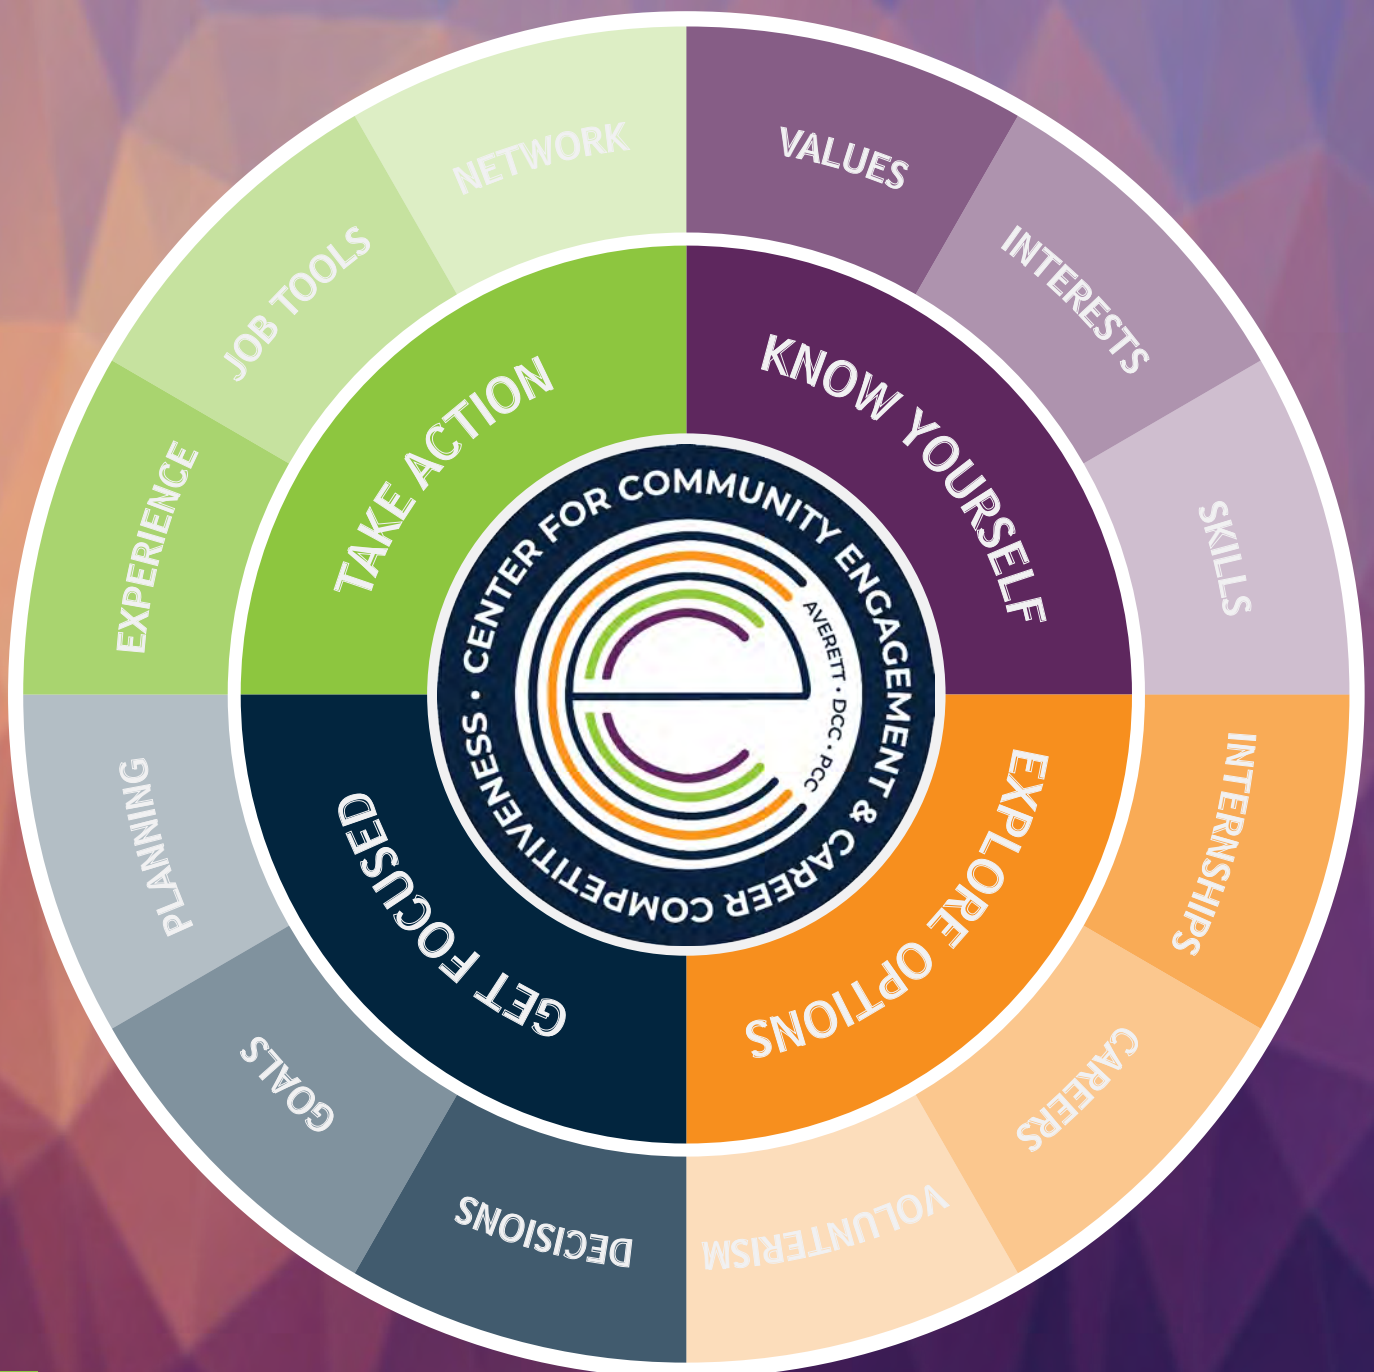 VALUES
INTERESTS
SKILLS
INTERNSHIPS
CAREERS
VOLUNTERISM
DECISIONS
GOALS
PLANNING
EXPERIENCE
JOB TOOLS
NETWORK
KNOW YOURSELF
EXPLORE OPTIONS
GET FOCUSED
TAKE ACTION
CENTER FOR COMMUNITY ENGAGEMENT & CAREER COMPETITIVENESS •
AVERETT • DCC • PCC
e